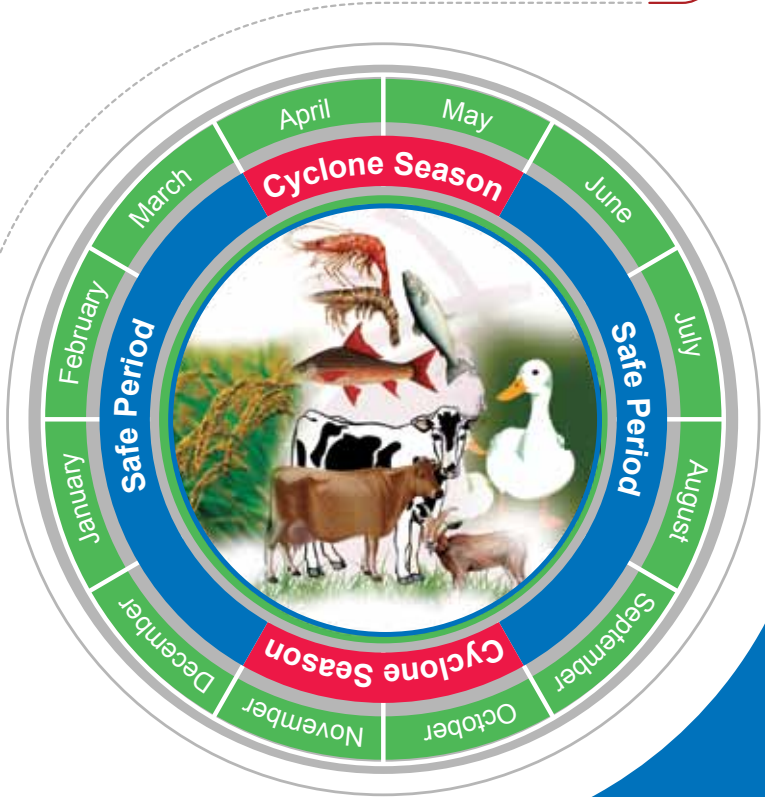 January
February
March
April
May
June
July
August
September
October
November
December
Cyclone Season
Safe Period
Cyclone Season
Safe Period